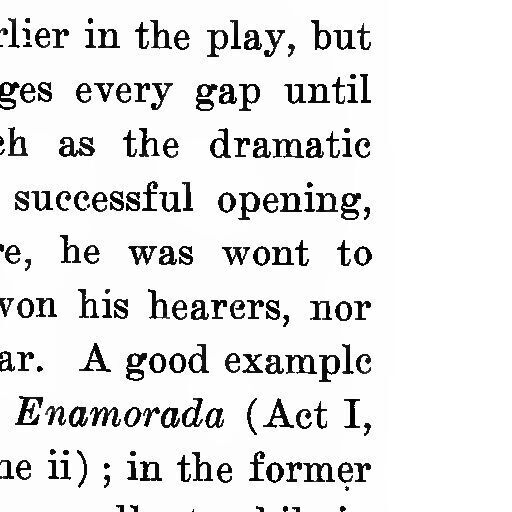 rlier in the play, but
ges every gap until
ch as the dramatic
successful opening,
re, he was wont to
won his hearers, nor
ar. A good example
Enamorada (Act I,
ne ii) ; in the former